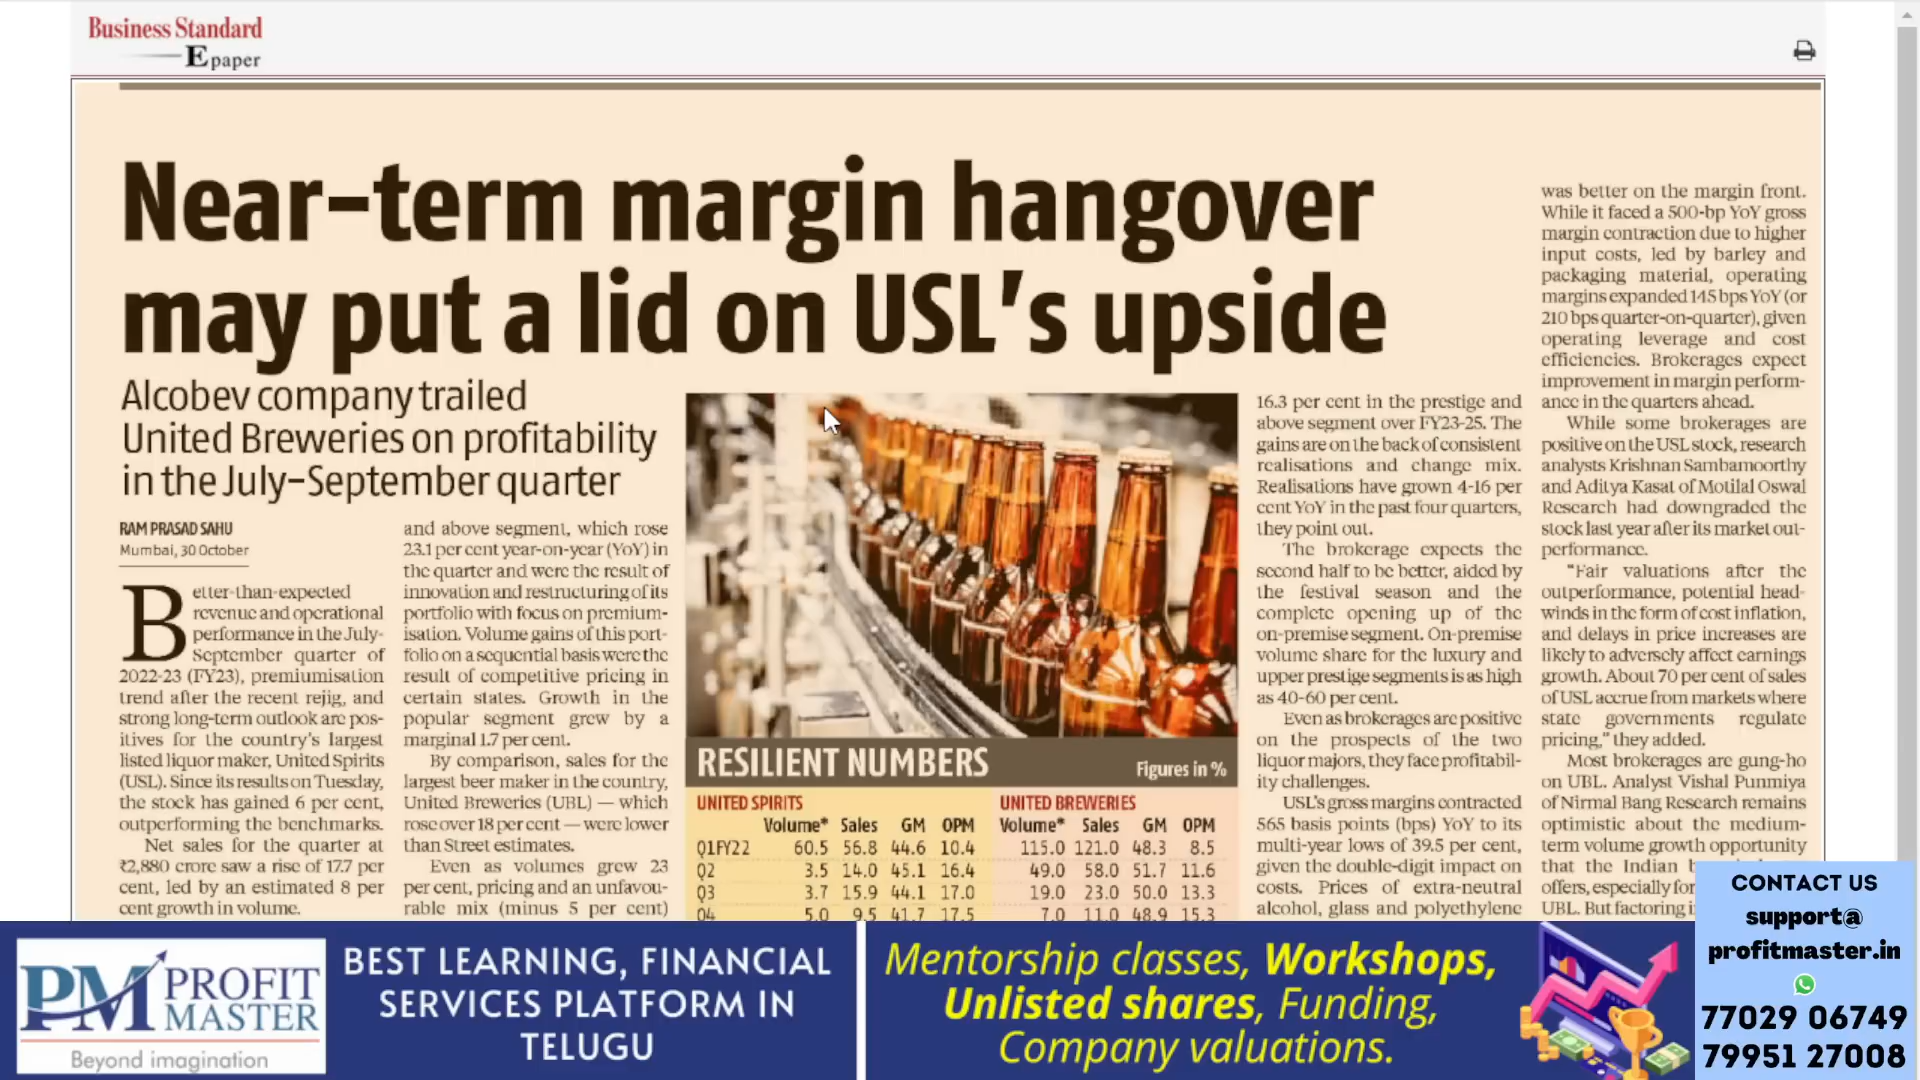 Business Standard
Epaper
Near-term margin hangover
may put a lid on USL's upside
Alcobev company trailed
United Breweries on profitability
in the July-September quarter
RAM PRASAD SAHU
Mumbai, 30 October
Better-than-expected
revenue and operational
performance in the July-
September quarter of
2022-23 (FY23), premiumisation
trend after the recent rejig, and
strong long-term outlook are pos-
itives for the country's largest
listed liquor maker, United Spirits
(USL). Since its results on Tuesday,
the stock has gained 6 per cent,
outperforming the benchmarks.
Net sales for the quarter at
₹2,880 crore saw a rise of 17.7 per
cent, led by an estimated 8 per
cent growth in volume.
and above segment, which rose
23.1 per cent year-on-year (YoY) in
the quarter and were the result of
innovation and restructuring of its
portfolio with focus on premium-
isation. Volume gains of this port-
folio on a sequential basis were the
result of competitive pricing in
certain states. Growth in the
popular segment grew by a
marginal 1.7 per cent.
By comparison, sales for the
largest beer maker in the country,
United Breweries (UBL) — which
rose over 18 per cent — were lower
than Street estimates.
Even as volumes grew 23
per cent, pricing and an unfavou-
rable mix (minus 5 per cent)
RESILIENT NUMBERS
Figures in %
UNITED SPIRITS UNITED BREWERIES
Volume* Sales GM OPM Volume* Sales GM OPM
Q1FY22 60.5 56.8 44.6 10.4 115.0 121.0 48.3 8.5
Q2 3.5 14.0 45.1 16.4 49.0 58.0 51.7 11.6
Q3 3.7 15.9 44.1 17.0 19.0 23.0 50.0 13.3
Q4 5.0 9.5 41.7 17.5 7.0 11.0 48.9 15.3
16.3 per cent in the prestige and
above segment over FY23-25. The
gains are on the back of consistent
realisations and change mix.
Realisations have grown 4-16 per
cent YoY in the past four quarters,
they point out.
The brokerage expects the
second half to be better, aided by
the festival season and the
complete opening up of the
on-premise segment. On-premise
volume share for the luxury and
upper prestige segments is as high
as 40-60 per cent.
Even as brokerages are positive
on the prospects of the two
liquor majors, they face profitabil-
ity challenges.
USL's gross margins contracted
565 basis points (bps) YoY to its
multi-year lows of 39.5 per cent,
given the double-digit impact on
costs. Prices of extra-neutral
alcohol, glass and polyethylene
was better on the margin front.
While it faced a 500-bp YoY gross
margin contraction due to higher
input costs, led by barley and
packaging material, operating
margins expanded 145 bps YoY (or
210 bps quarter-on-quarter), given
operating leverage and cost
efficiencies. Brokerages expect
improvement in margin perform-
ance in the quarters ahead.
While some brokerages are
positive on the USL stock, research
analysts Krishnan Sambamoorthy
and Aditya Kasat of Motilal Oswal
Research had downgraded the
stock last year after its market out-
performance.
"Fair valuations after the
outperformance, potential head-
winds in the form of cost inflation,
and delays in price increases are
likely to adversely affect earnings
growth. About 70 per cent of sales
of USL accrue from markets where
state governments regulate
pricing," they added.
Most brokerages are gung-ho
on UBL. Analyst Vishal Punmiya
of Nirmal Bang Research remains
optimistic about the medium-
term volume growth opportunity
that the Indian
offers, especially for
UBL. But factoring
PM PROFIT
MASTER
Beyond imagination
BEST LEARNING, FINANCIAL
SERVICES PLATFORM IN
TELUGU
Mentorship classes, Workshops,
Unlisted shares, Funding,
Company valuations.
CONTACT US
support@
profitmaster.in
77029 06749
79951 27008